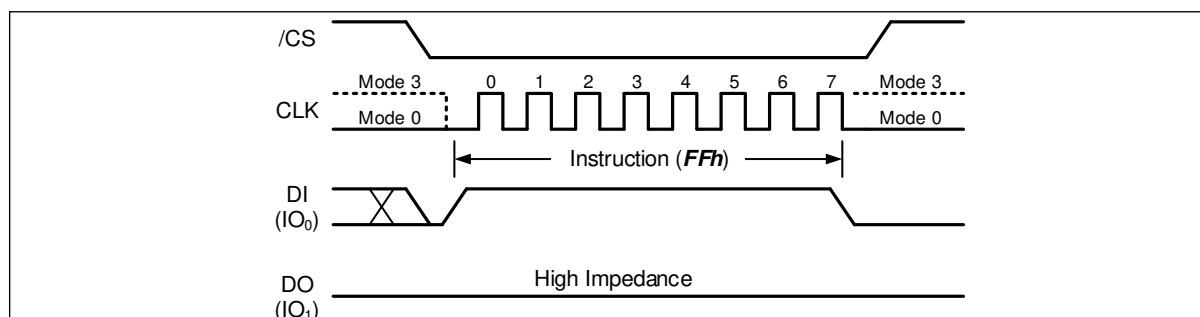 /CS
Mode 3 0 1 2 3 4 5 6 7 Mode 3
CLK
Mode 0 Mode 0
Instruction (FFh)
DI
(IO0)
High Impedance
DO
(IO1)